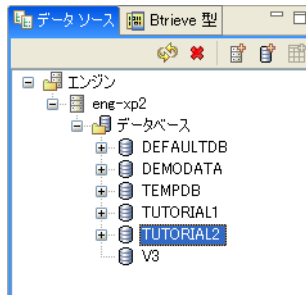 データ ソース Btrieve 型
エンジン
eng-xp2
データベース
DEFAULTDB
DEMODATA
TEMPDB
TUTORIAL1
TUTORIAL2
V3